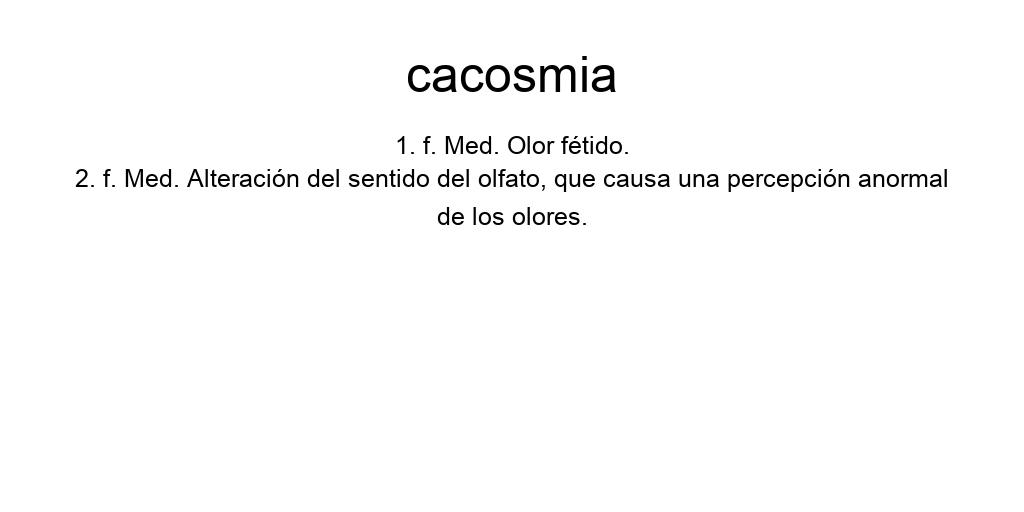 cacosmia
1. f. Med. Olor fétido.
2. f. Med. Alteración del sentido del olfato, que causa una percepción anormal
de los olores.